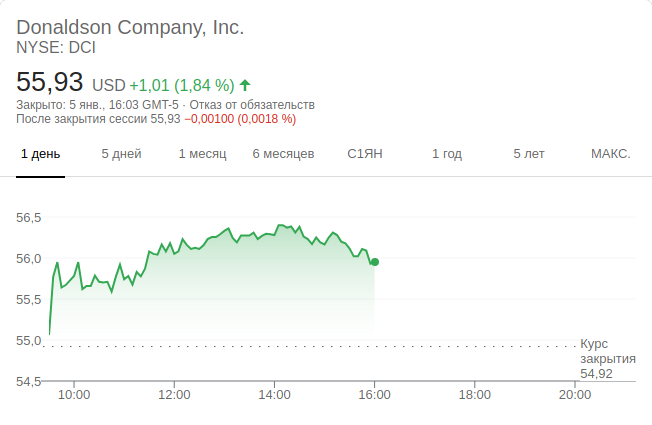 Donaldson Company, Inc.
NYSE: DCI
55,93 USD +1,01 (1,84 %)
Закрыто: 5 янв., 16:03 GMT-5 · Отказ от обязательств
После закрытия сессии 55,93 −0,00100 (0,0018 %)
1 день 5 дней 1 месяц 6 месяцев С1ЯН 1 год 5 лет МАКС.
56,5
56,0
55,5
55,0
Курс
закрытия
54,92
54,5
10:00 12:00 14:00 16:00 18:00 20:00